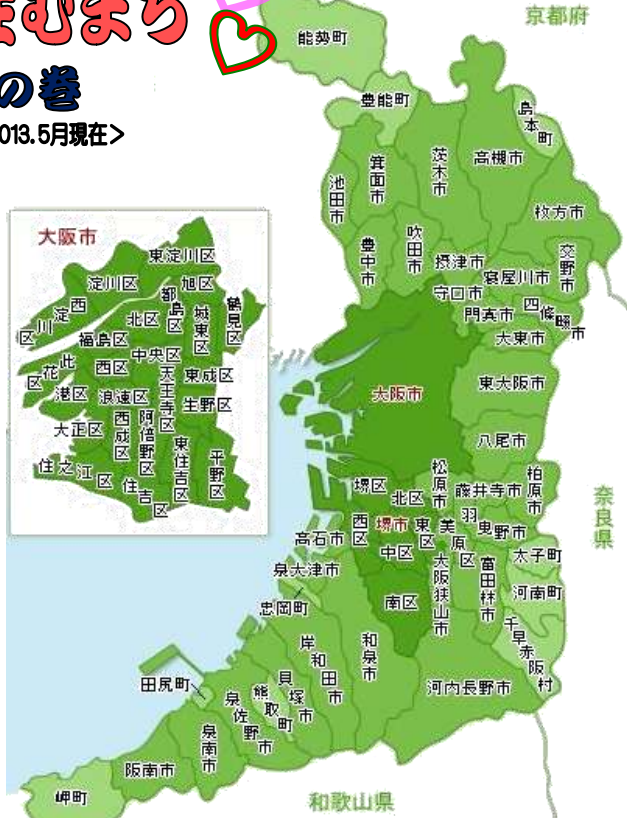 まむまち
の巻
013.5月現在>
京都府
能勢町
豊能町
島本町
池田市
箕面市
茨木市
高槻市
枚方市
豊中市
吹田市
摂津市
交野市
寝屋川市
守口市
門真市
四條畷市
大東市
大阪市
東大阪市
八尾市
大阪市
東淀川区
淀川区
旭区
西淀川区
都島区
鶴見区
北区
城東区
福島区
此花区
中央区
西区
東成区
港区
浪速区
天王寺区
生野区
大正区
西成区
阿倍野区
東住吉区
平野区
住之江区
住吉区
堺区
北区
松原市
藤井寺市
柏原市
奈良県
西区
堺市
東区
美原区
羽曳野市
高石市
中区
太子町
泉大津市
大阪狭山市
富田林市
河南町
忠岡町
南区
千早赤阪村
岸和田市
和泉市
田尻町
貝塚市
河内長野市
熊取町
泉佐野市
泉南市
阪南市
岬町
和歌山県